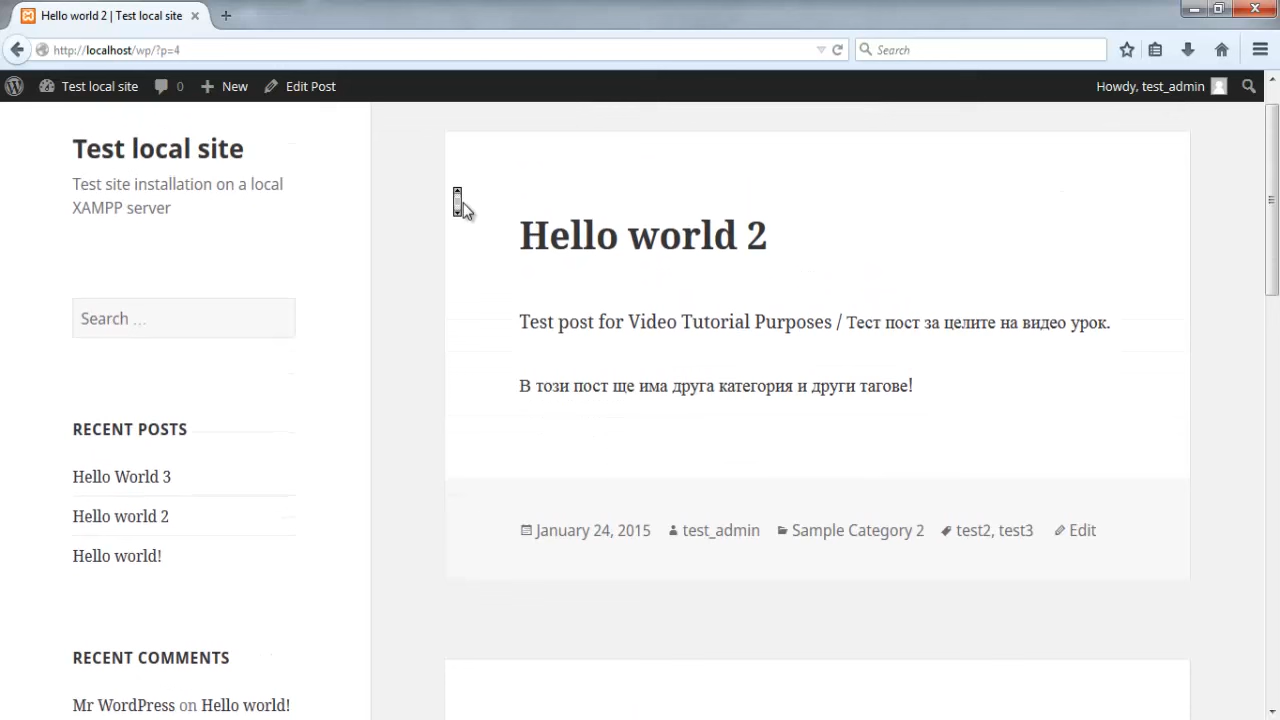 Hello world 2 | Test local site
http://localhost/wp/?p=4
Search
Test local site 0 New Edit Post Howdy, test_admin
Test local site
Test site installation on a local
XAMPP server
Search …
RECENT POSTS
Hello World 3
Hello world 2
Hello world!
RECENT COMMENTS
Mr WordPress on Hello world!
Hello world 2
Test post for Video Tutorial Purposes / Тест пост за целите на видео урок.
В този пост ще има друга категория и други тагове!
January 24, 2015 test_admin Sample Category 2 test2, test3 Edit